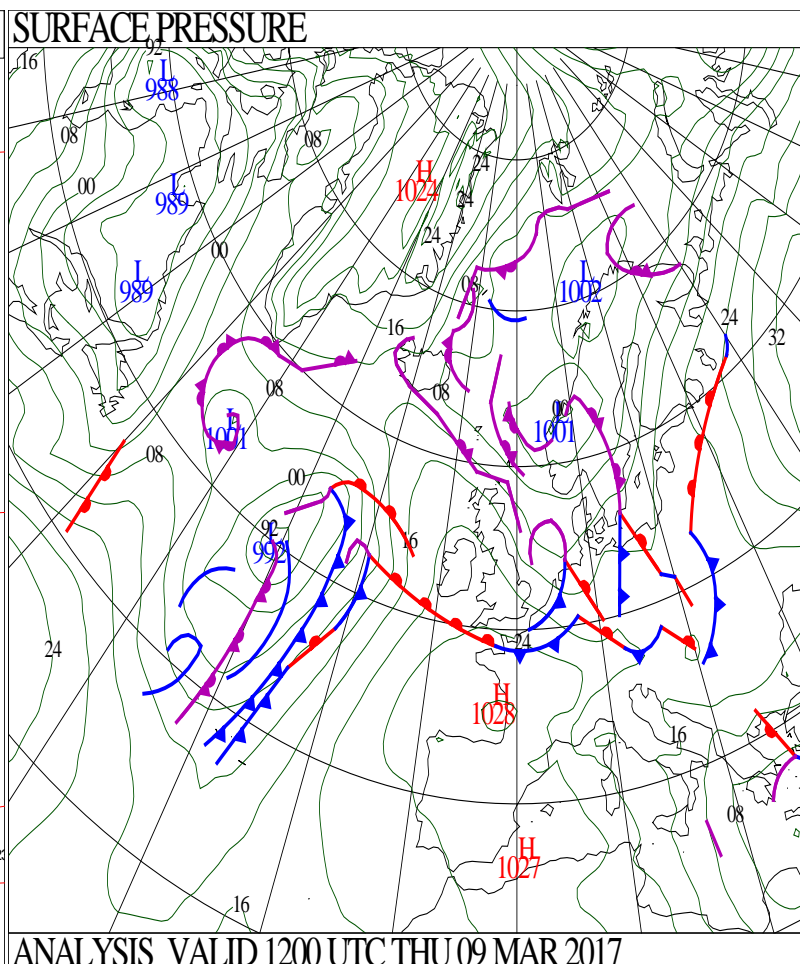 SURFACE PRESSURE
92
16
L
988
08
08
24
H
1024
00
L
989
24
24
00
L
989
08
L
1002
24
32
16
08
08
L
1001
00
L
1001
08
00
92
L
992
16
24
24
H
1028
16
08
H
1027
16
ANALYSIS VALID 1200 UTC THU 09 MAR 2017